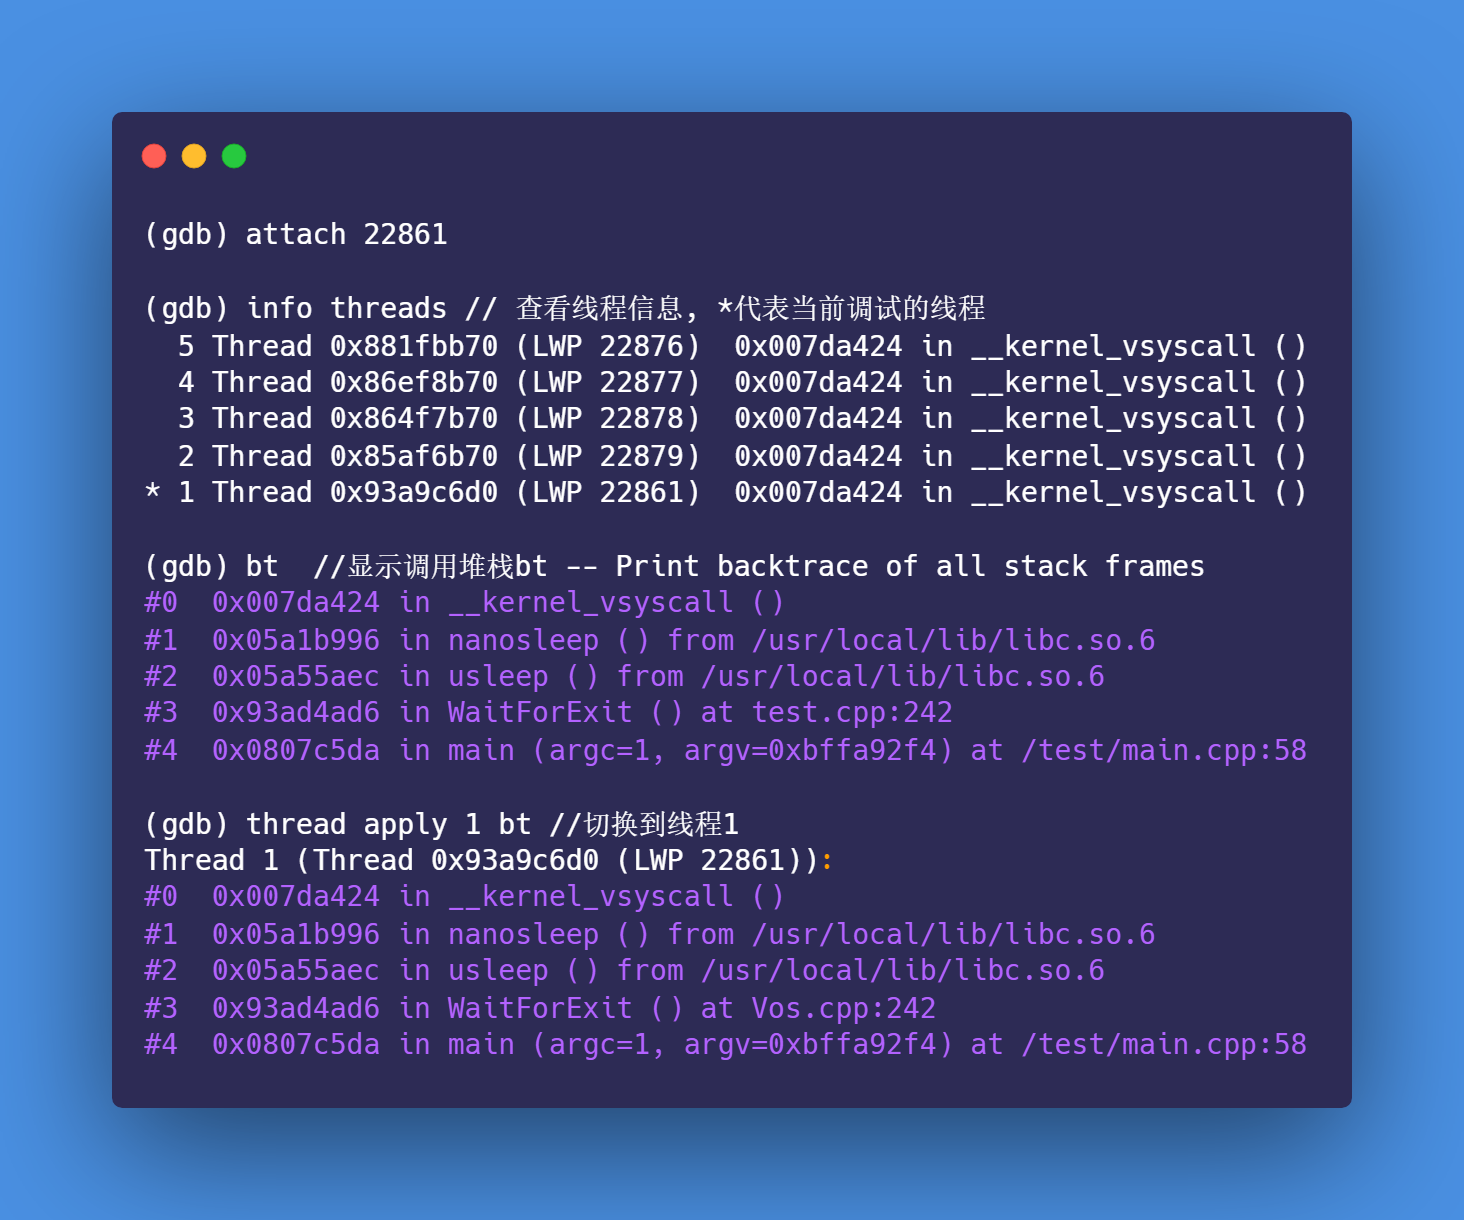 (gdb) attach 22861
(gdb) info threads // 查看线程信息, *代表当前调试的线程
  5 Thread 0x881fbb70 (LWP 22876)  0x007da424 in __kernel_vsyscall ()
  4 Thread 0x86ef8b70 (LWP 22877)  0x007da424 in __kernel_vsyscall ()
  3 Thread 0x864f7b70 (LWP 22878)  0x007da424 in __kernel_vsyscall ()
  2 Thread 0x85af6b70 (LWP 22879)  0x007da424 in __kernel_vsyscall ()
* 1 Thread 0x93a9c6d0 (LWP 22861)  0x007da424 in __kernel_vsyscall ()
(gdb) bt  //显示调用堆栈bt -- Print backtrace of all stack frames
#0  0x007da424 in __kernel_vsyscall ()
#1  0x05a1b996 in nanosleep () from /usr/local/lib/libc.so.6
#2  0x05a55aec in usleep () from /usr/local/lib/libc.so.6
#3  0x93ad4ad6 in WaitForExit () at test.cpp:242
#4  0x0807c5da in main (argc=1, argv=0xbffa92f4) at /test/main.cpp:58
(gdb) thread apply 1 bt //切换到线程1
Thread 1 (Thread 0x93a9c6d0 (LWP 22861)):
#0  0x007da424 in __kernel_vsyscall ()
#1  0x05a1b996 in nanosleep () from /usr/local/lib/libc.so.6
#2  0x05a55aec in usleep () from /usr/local/lib/libc.so.6
#3  0x93ad4ad6 in WaitForExit () at Vos.cpp:242
#4  0x0807c5da in main (argc=1, argv=0xbffa92f4) at /test/main.cpp:58